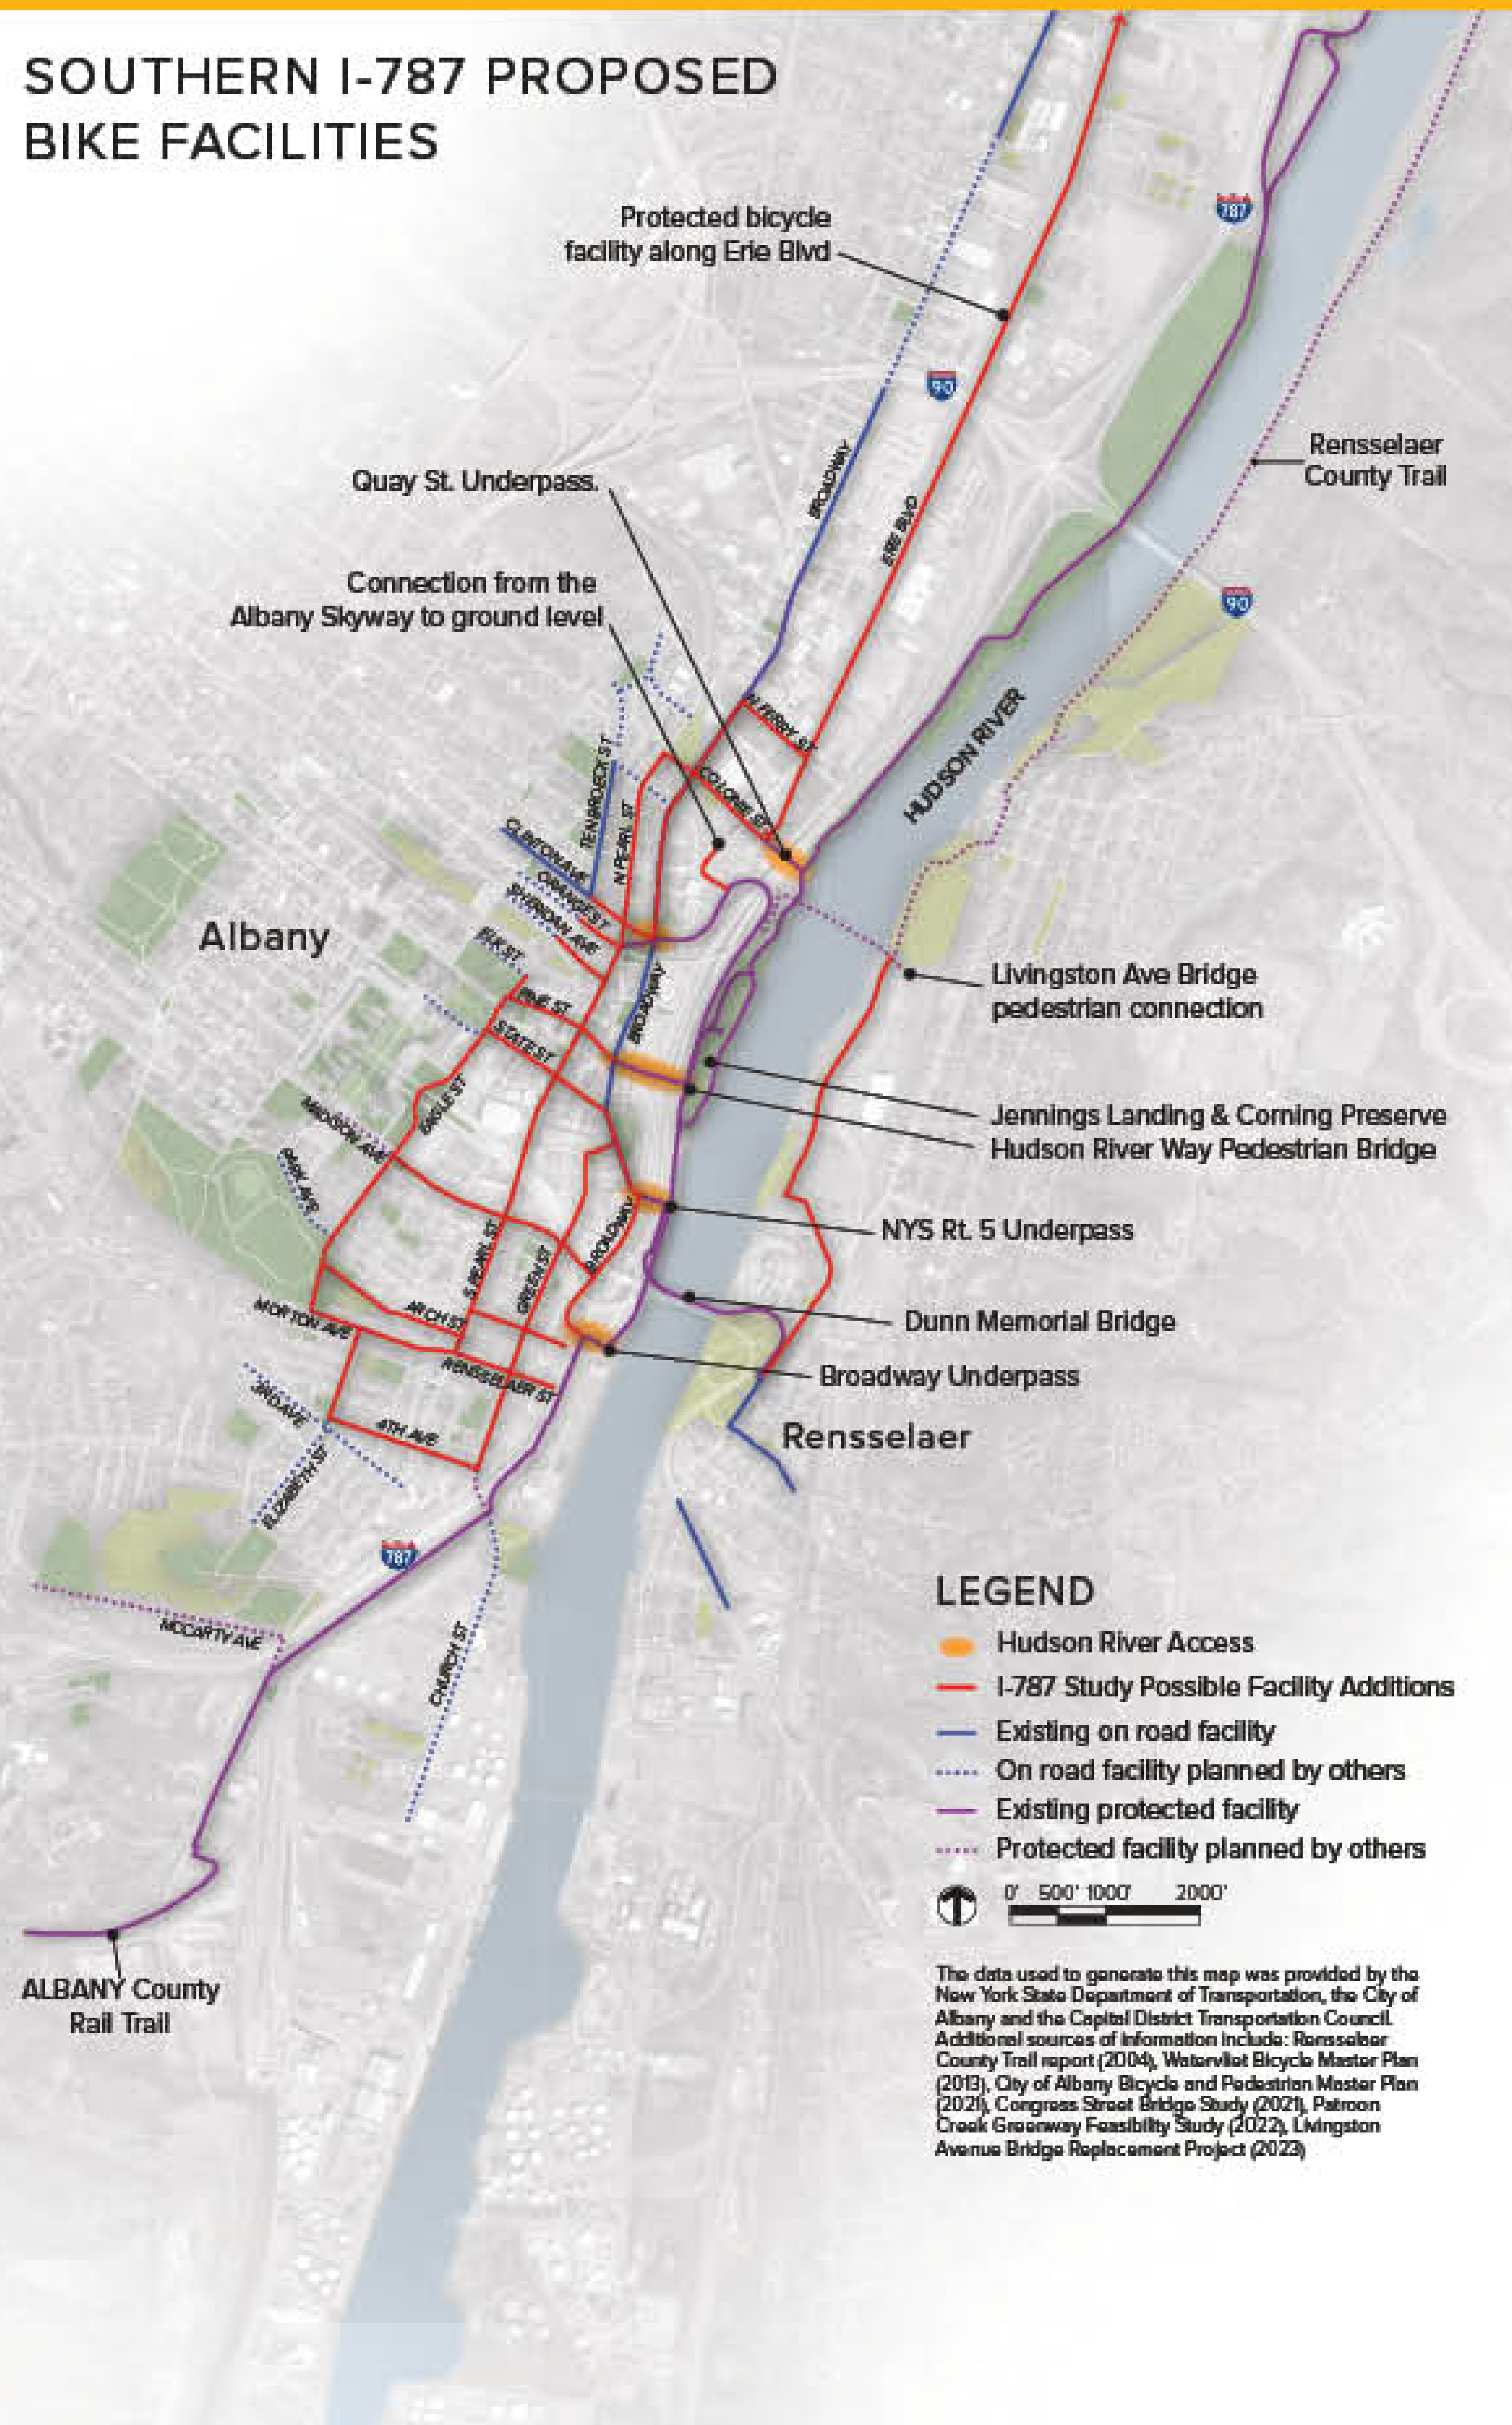 SOUTHERN I-787 PROPOSED
BIKE FACILITIES
Protected bicycle
facility along Erie Blvd
787
90
BROADWAY
Rensselaer
County Trail
Quay St. Underpass.
ERIE BLVD
Connection from the
Albany Skyway to ground level
90
HUDSON RIVER
N FERRY ST
COLONIE ST
TEN BROECK ST
N PEARL ST
CLINTON AVE
ORANGE ST
SHERIDAN AVE
ELK ST
Albany
BROADWAY
Livingston Ave Bridge
pedestrian connection
PINE ST
STATE ST
EAGLE ST
MADISON AVE
PARK AVE
Jennings Landing & Corning Preserve
Hudson River Way Pedestrian Bridge
NYS Rt. 5 Underpass
BROADWAY
S PEARL ST
GREEN ST
MORTON AVE
ARCH ST
Dunn Memorial Bridge
RENSSELAER ST
Broadway Underpass
3RD AVE
4TH AVE
ELIZABETH ST
Rensselaer
787
MCCARTY AVE
CHURCH ST
LEGEND
Hudson River Access
I-787 Study Possible Facility Additions
Existing on road facility
On road facility planned by others
Existing protected facility
Protected facility planned by others
0' 500' 1000' 2000'
ALBANY County
Rail Trail
The data used to generate this map was provided by the
New York State Department of Transportation, the City of
Albany and the Capital District Transportation Council.
Additional sources of information include: Rensselaer
County Trail report (2004), Watervliet Bicycle Master Plan
(2013), City of Albany Bicycle and Pedestrian Master Plan
(2021), Congress Street Bridge Study (2021), Patroon
Creek Greenway Feasibility Study (2022), Livingston
Avenue Bridge Replacement Project (2023)